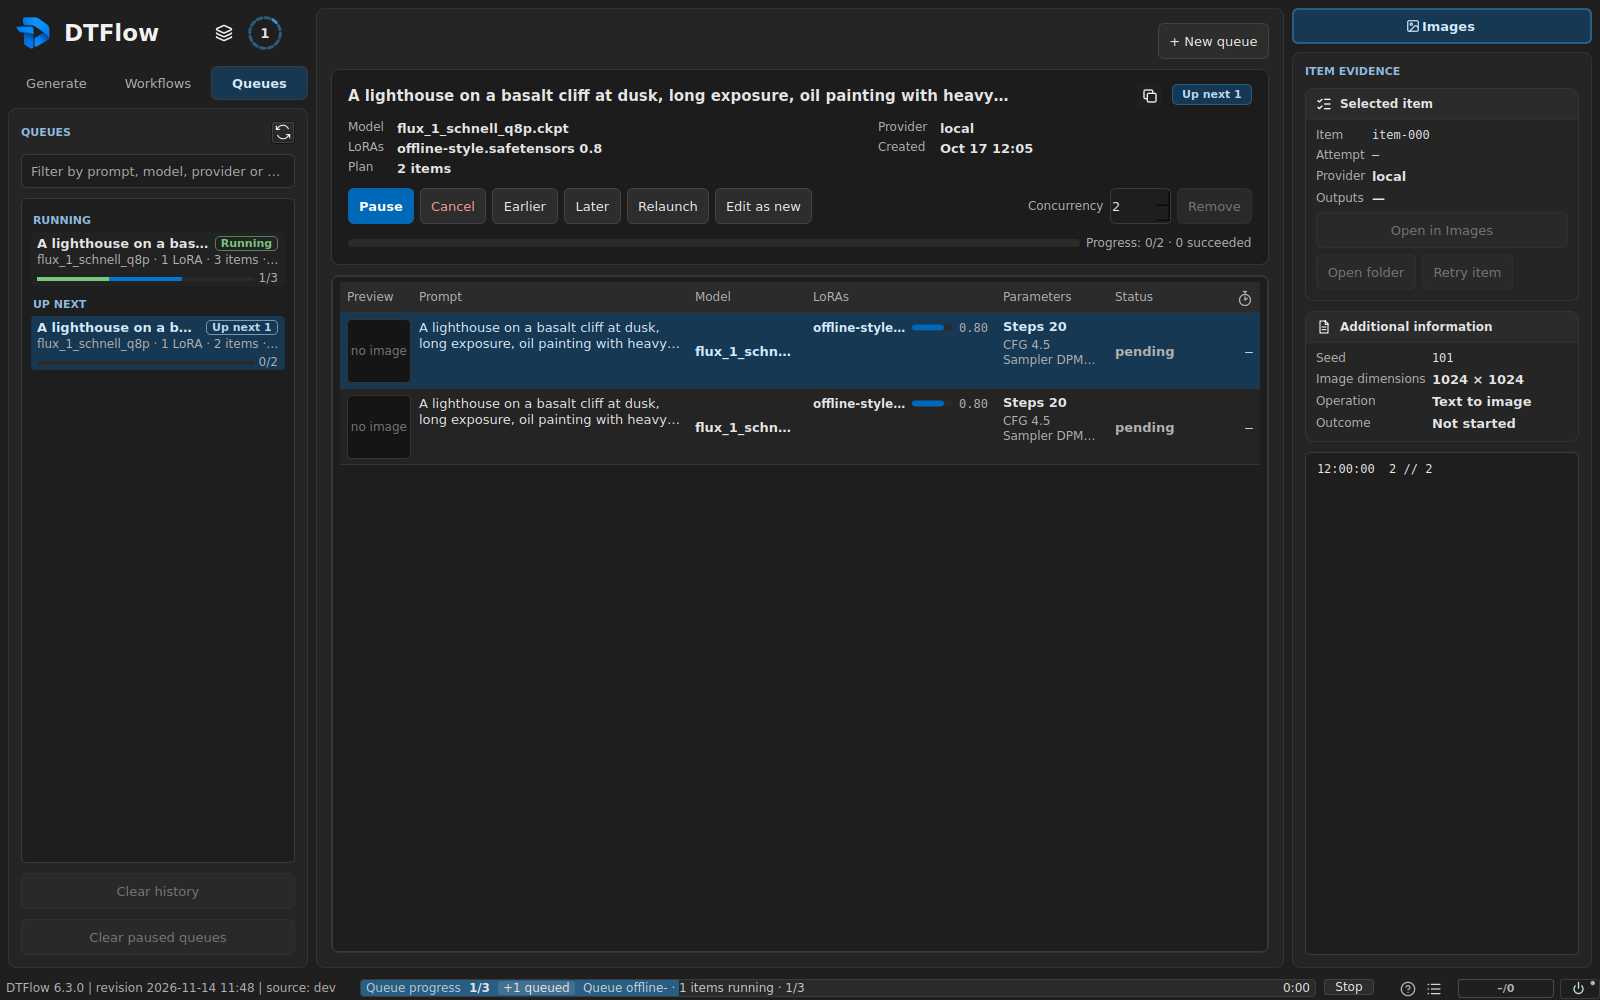 DTFlow
1
Generate
Workflows
Queues
QUEUES
Filter by prompt, model, provider or ...
RUNNING
A lighthouse on a bas... Running
flux_1_schnell_q8p · 1 LoRA · 3 items ·...
1/3
UP NEXT
A lighthouse on a b... Up next 1
flux_1_schnell_q8p · 1 LoRA · 2 items ·...
0/2
Clear history
Clear paused queues
+ New queue
A lighthouse on a basalt cliff at dusk, long exposure, oil painting with heavy...
Up next 1
Model flux_1_schnell_q8p.ckpt
Provider local
LoRAs offline-style.safetensors 0.8
Created Oct 17 12:05
Plan 2 items
Pause
Cancel
Earlier
Later
Relaunch
Edit as new
Concurrency 2
Remove
Progress: 0/2 · 0 succeeded
Preview Prompt Model LoRAs Parameters Status
no image
A lighthouse on a basalt cliff at dusk,
long exposure, oil painting with heavy...
flux_1_schn...
offline-style... 0.80
Steps 20
CFG 4.5
Sampler DPM...
pending
–
no image
A lighthouse on a basalt cliff at dusk,
long exposure, oil painting with heavy...
flux_1_schn...
offline-style... 0.80
Steps 20
CFG 4.5
Sampler DPM...
pending
–
Images
ITEM EVIDENCE
Selected item
Item item-000
Attempt –
Provider local
Outputs —
Open in Images
Open folder
Retry item
Additional information
Seed 101
Image dimensions 1024 × 1024
Operation Text to image
Outcome Not started
12:00:00 2 // 2
DTFlow 6.3.0 | revision 2026-11-14 11:48 | source: dev
Queue progress 1/3 +1 queued Queue offline- · 1 items running · 1/3
0:00
Stop
–/0